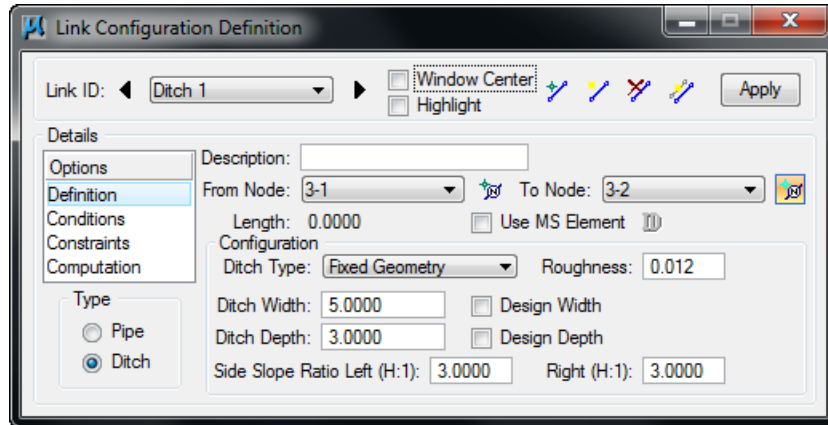 Link Configuration Definition
Link ID: Ditch 1 Window Center Apply
Highlight
Details
Options
Definition
Conditions
Constraints
Computation
Type
Pipe
Ditch
Description:
From Node: 3-1 To Node: 3-2
Length: 0.0000 Use MS Element
Configuration
Ditch Type: Fixed Geometry Roughness: 0.012
Ditch Width: 5.0000 Design Width
Ditch Depth: 3.0000 Design Depth
Side Slope Ratio Left (H:1): 3.0000 Right (H:1): 3.0000